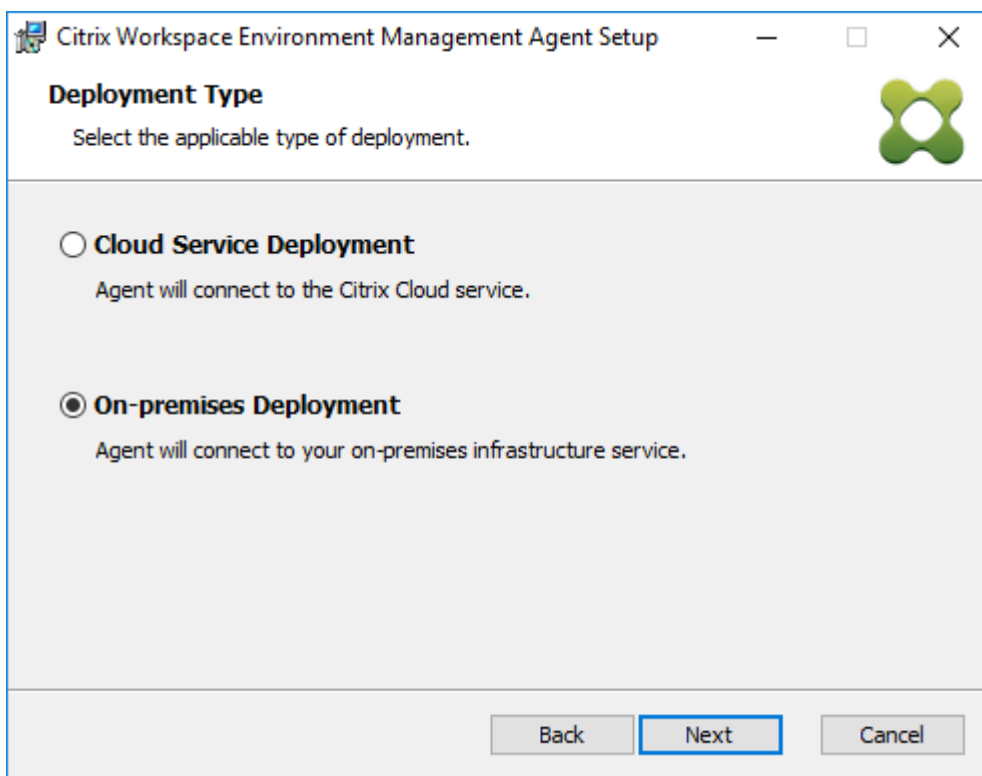 Citrix Workspace Environment Management Agent Setup
Deployment Type
Select the applicable type of deployment.
Cloud Service Deployment
Agent will connect to the Citrix Cloud service.
On-premises Deployment
Agent will connect to your on-premises infrastructure service.
Back Next Cancel